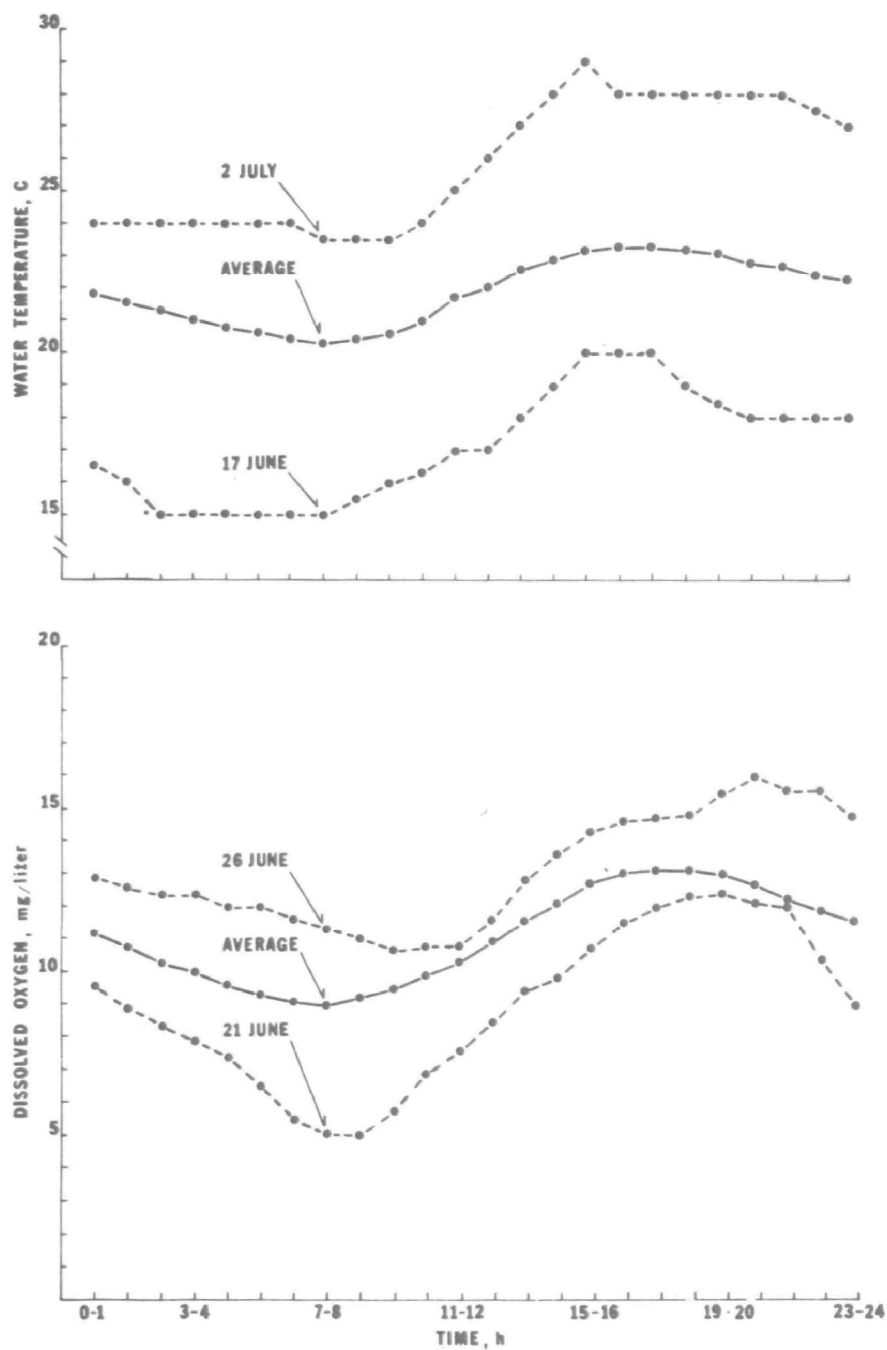 30
25
20
15
WATER TEMPERATURE, C
2 JULY
AVERAGE
17 JUNE
20
15
10
5
DISSOLVED OXYGEN, mg/liter
26 JUNE
AVERAGE
21 JUNE
0-1 3-4 7-8 11-12 15-16 19-20 23-24
TIME, h